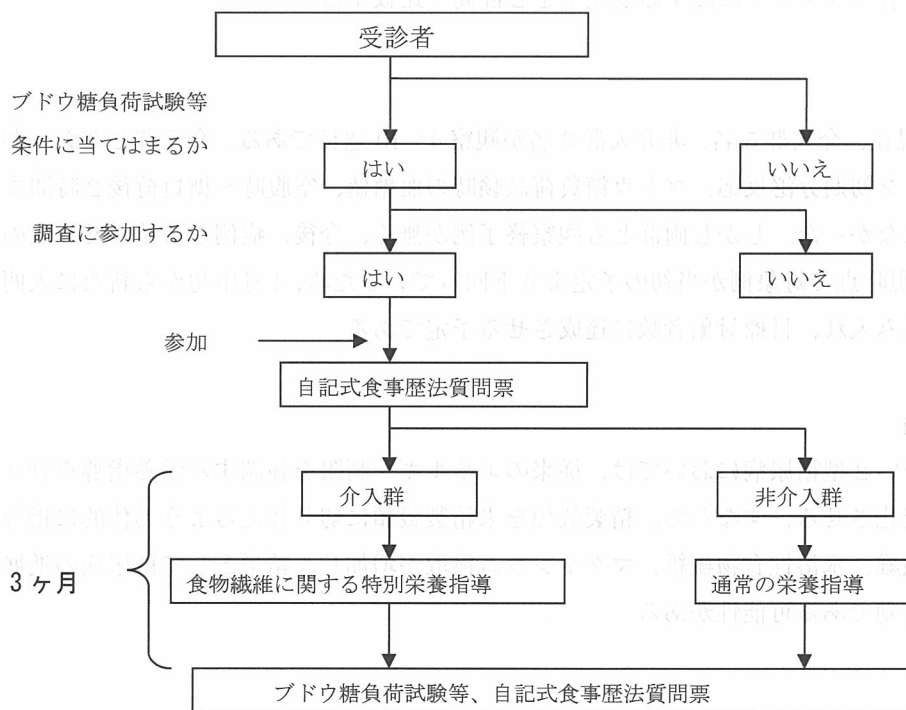 受診者
ブドウ糖負荷試験等
条件に当てはまるか
はい
いいえ
調査に参加するか
はい
いいえ
参加
自記式食事歴法質問票
介入群
非介入群
3ヶ月
食物繊維に関する特別栄養指導
通常の栄養指導
ブドウ糖負荷試験等、自記式食事歴法質問票